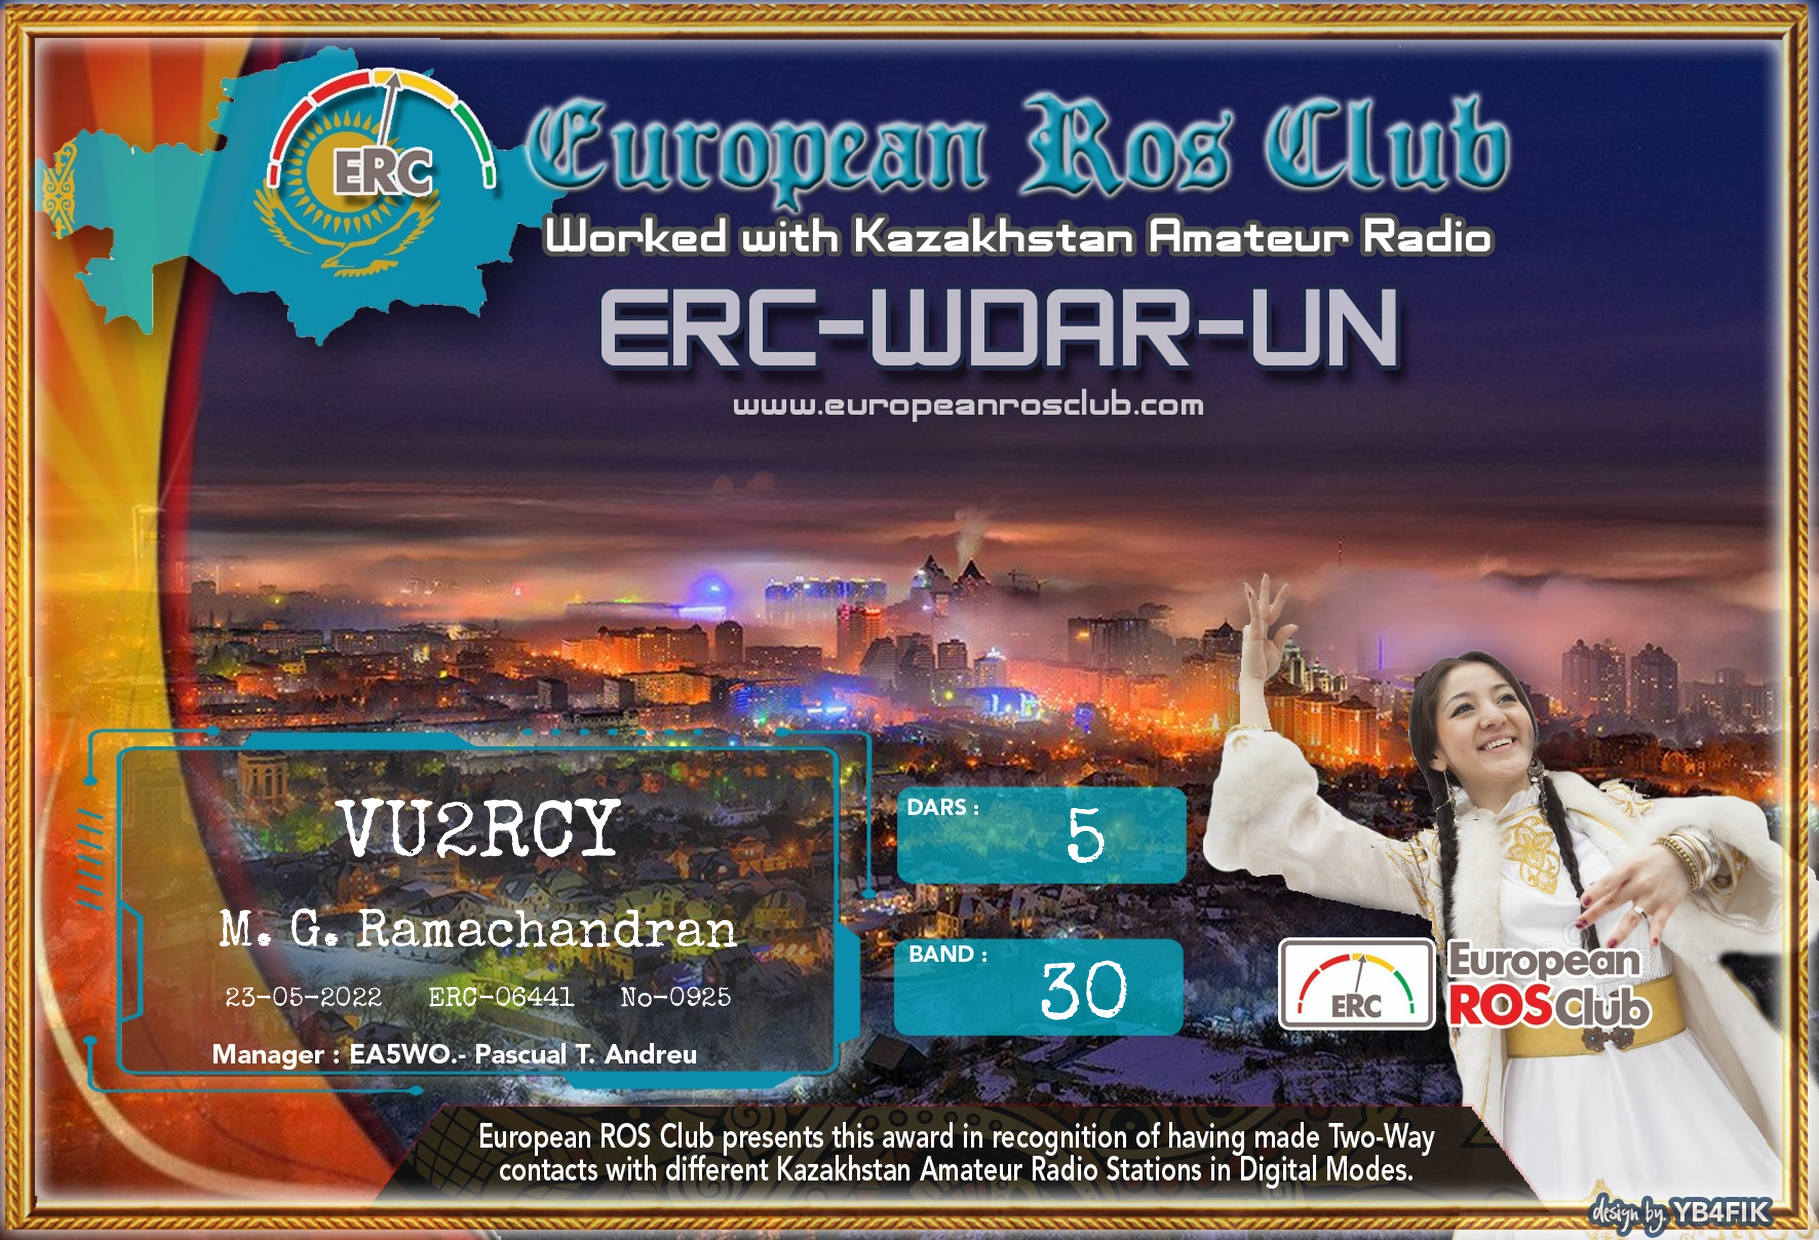 ERC
European Ros Club
Worked with Kazakhstan Amateur Radio
ERC-WDAR-UN
www.europeanrosclub.com
VU2RCY
M. G. Ramachandran
23-05-2022 ERC-06441 No-0925
Manager : EA5WO.- Pascual T. Andreu
DARS :
5
BAND :
30
ERC
European
ROSClub
European ROS Club presents this award in recognition of having made Two-Way
contacts with different Kazakhstan Amateur Radio Stations in Digital Modes.
design by. YB4FIK